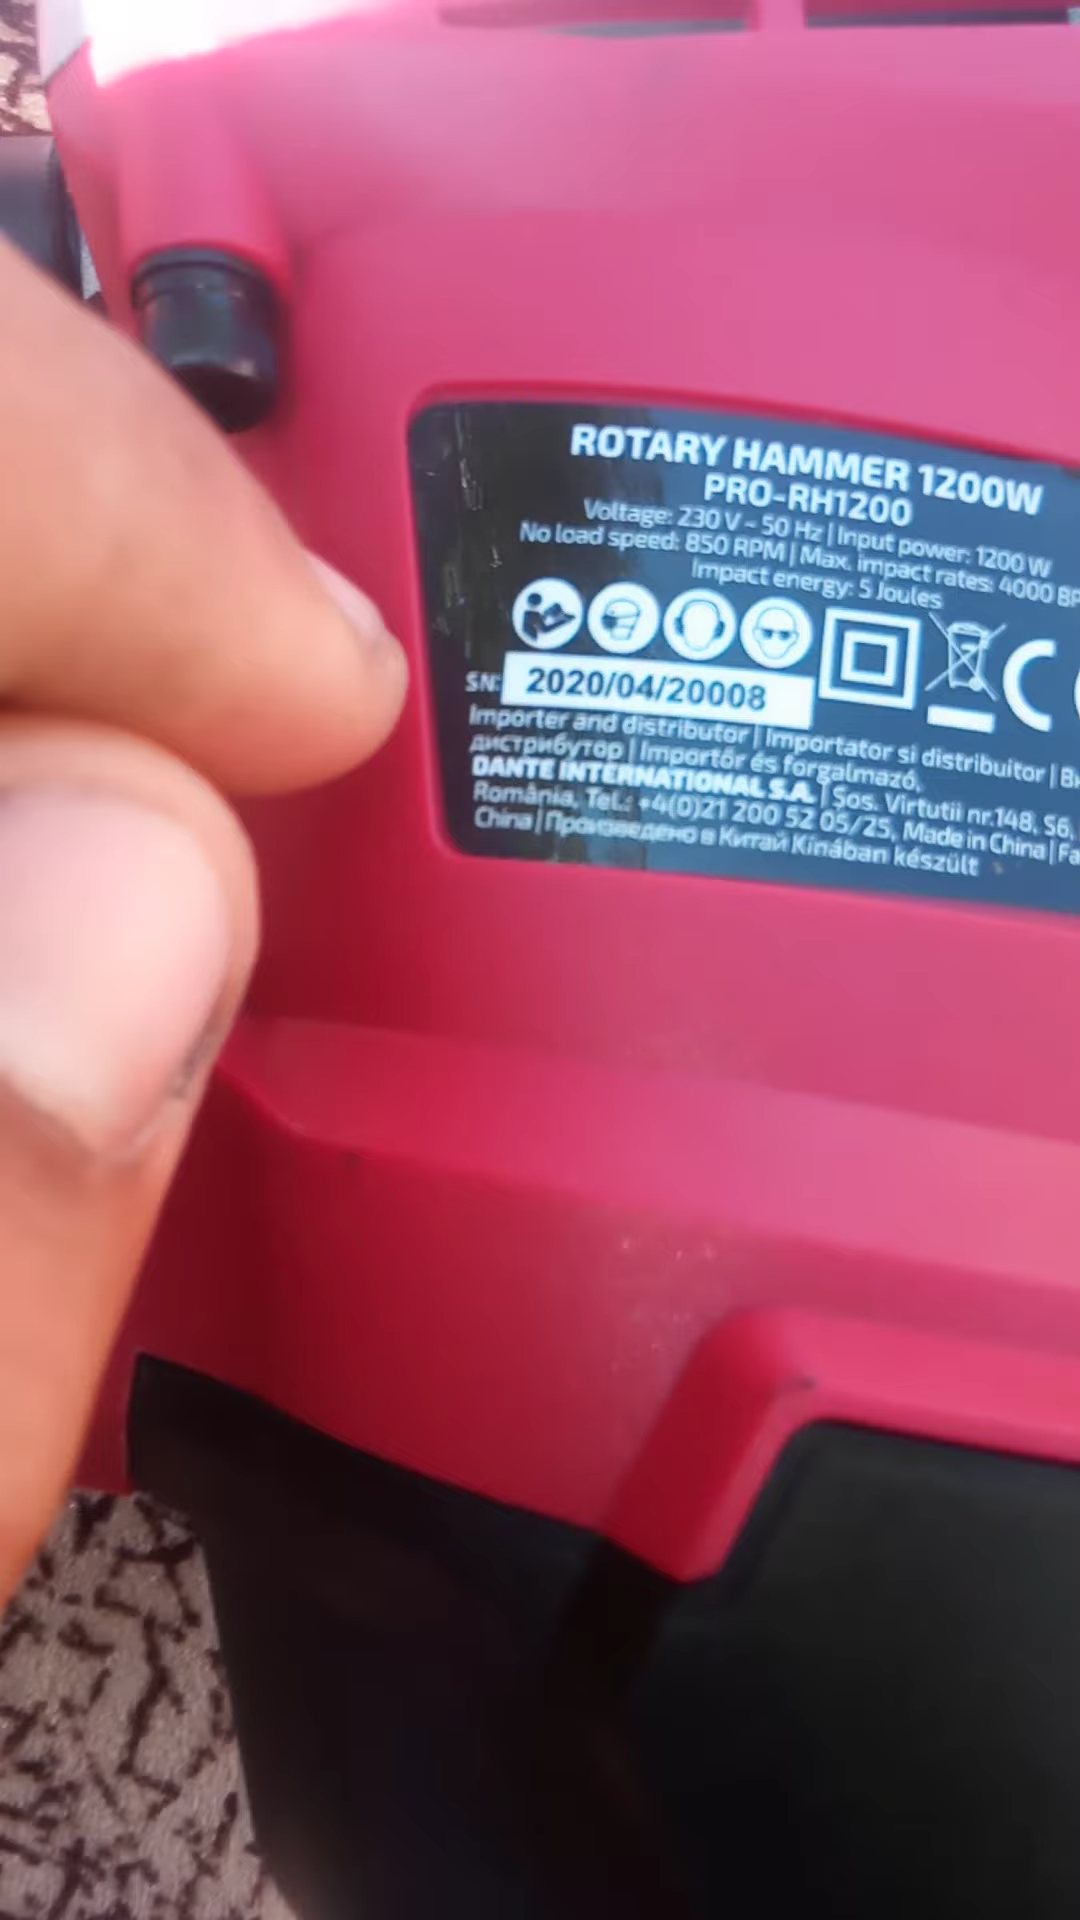 ROTARY HAMMER 1200W
PRO-RH1200
Voltage: 230 V ~ 50 Hz | Input power: 1200 W
No load speed: 850 RPM | Max. impact rates: 4000 BP
Impact energy: 5 Joules
SN: 2020/04/20008
Importer and distributor | Importator si distribuitor |
дистрибутор | Importőr és forgalmazó,
DANTE INTERNATIONAL S.A. | Șos. Virtutii nr.148, S6,
România, Tel.: +4(0)21 200 52 05/25, Made in China | Fa
China | Произведено в Китай Kínában készült